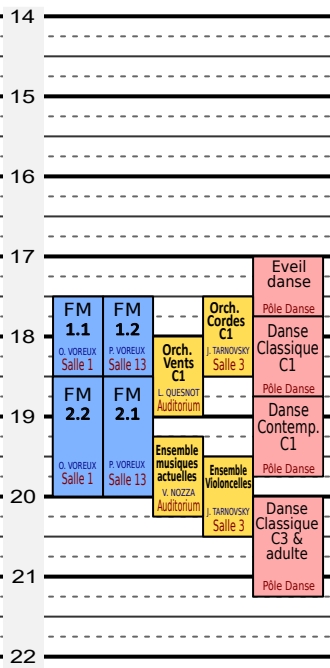 14
15
16
17
18
19
20
21
22
FM
1.1
O. VOREUX
Salle 1
FM
1.2
P. VOREUX
Salle 13
FM
2.2
O. VOREUX
Salle 1
FM
2.1
P. VOREUX
Salle 13
Orch.
Vents
C1
L. QUESNOT
Auditorium
Ensemble
musiques
actuelles
V. NOZZA
Auditorium
Orch.
Cordes
C1
J. TARNOVSKY
Salle 3
Ensemble
Violoncelles
J. TARNOVSKY
Salle 3
Eveil
danse
Pôle Danse
Danse
Classique
C1
Pôle Danse
Danse
Contemp.
C1
Pôle Danse
Danse
Classique
C3 &
adulte
Pôle Danse